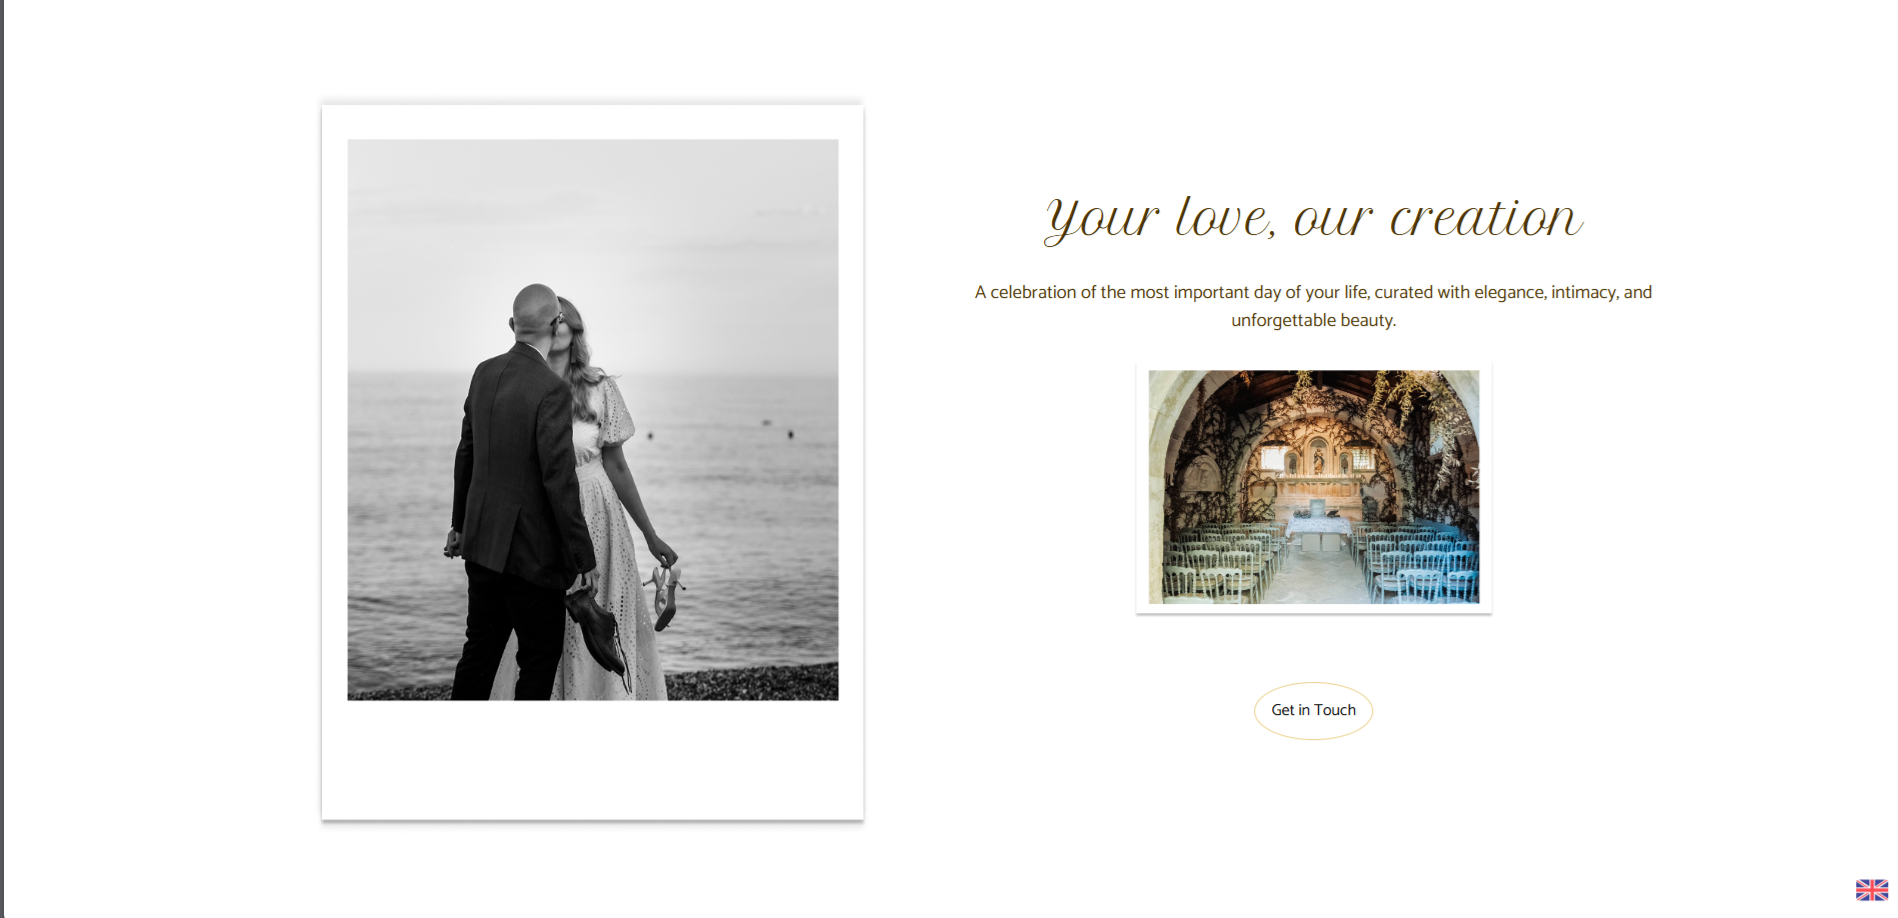 Your love, our creation
A celebration of the most important day of your life, curated with elegance, intimacy, and
unforgettable beauty.
Get in Touch